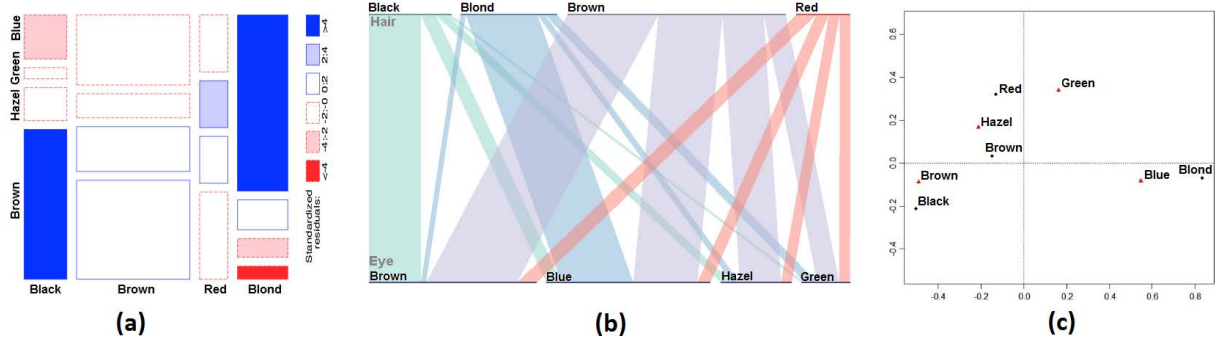 Blue
Green
Hazel
Brown
Black Brown Red Blond
Standardized residuals:
<-4
-4:-2
-2:0
0:2
2:4
>4
(a)
Black Blond Brown Red
Hair
Eye
Brown Blue Hazel Green
(b)
0.6
0.4
0.2
0.0
-0.2
-0.4
Red
Green
Hazel
Brown
Brown
Black
Blue
Blond
-0.4 -0.2 0.0 0.2 0.4 0.6 0.8
(c)